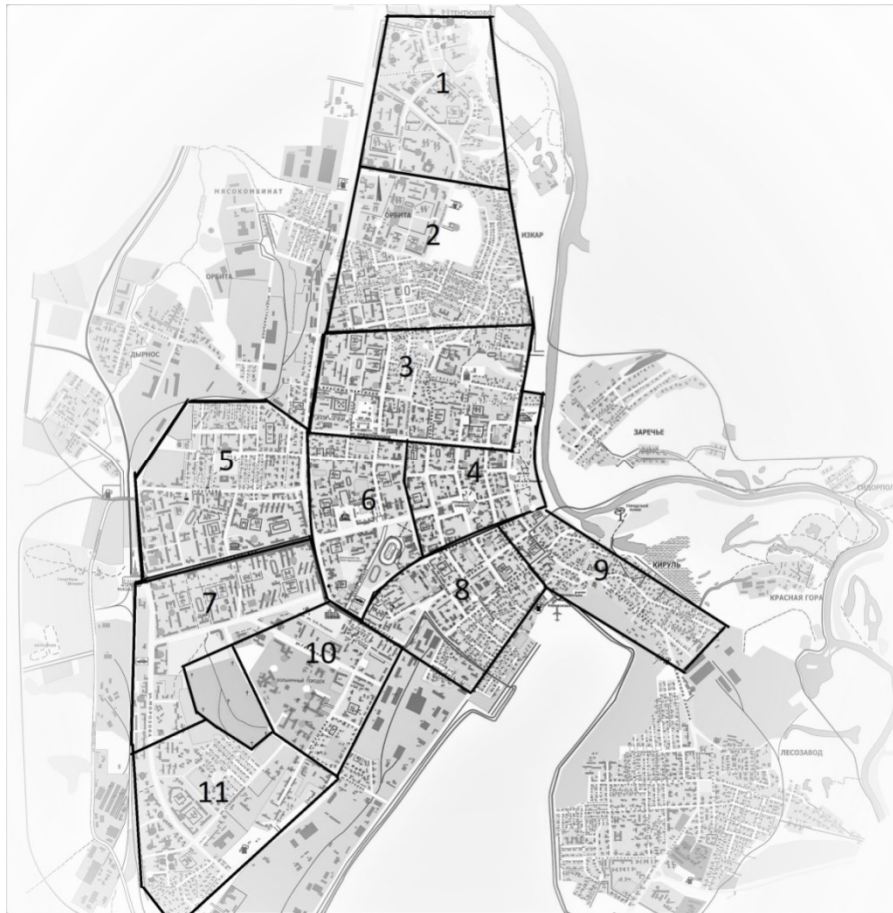 1
МЯСОКОМБИНАТ
ОРБИТА
2
ИЗКАР
ОРБИТА
ДЫРНОС
3
ЗАРЕЧЬЕ
5
4
6
КИРУЛЬ
9
КРАСНАЯ ГОРА
7
8
10
ЛЕСОЗАВОД
11